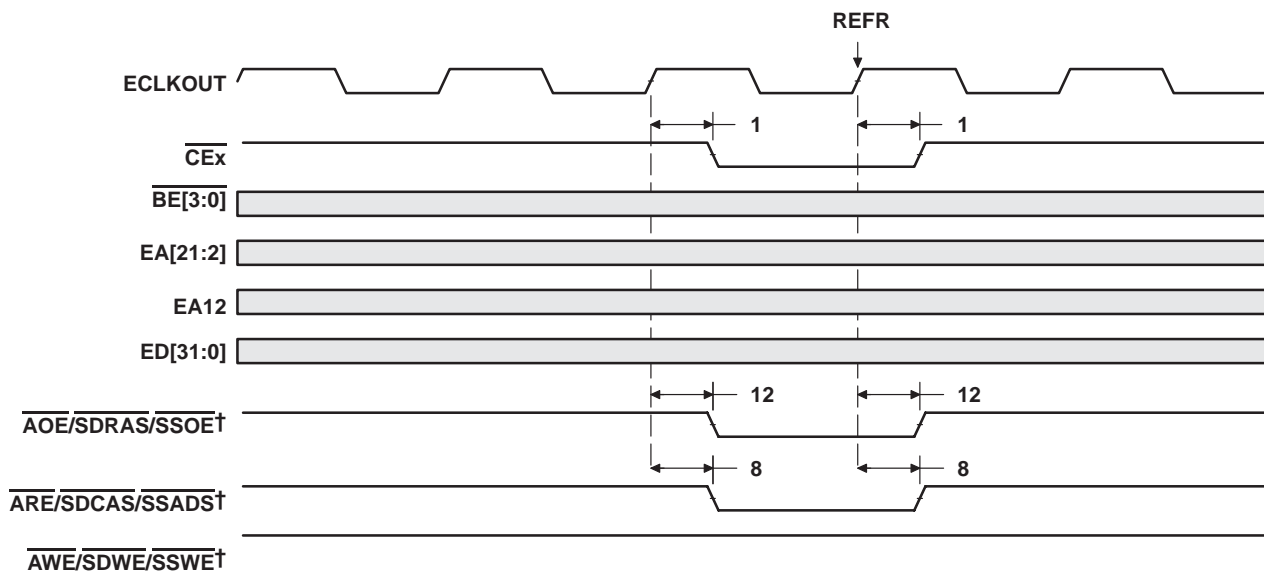 REFR
ECLKOUT
1 1
CEx
BE[3:0]
EA[21:2]
EA12
ED[31:0]
12 12
AOE/SDRAS/SSOE†
8 8
ARE/SDCAS/SSADS†
AWE/SDWE/SSWE†